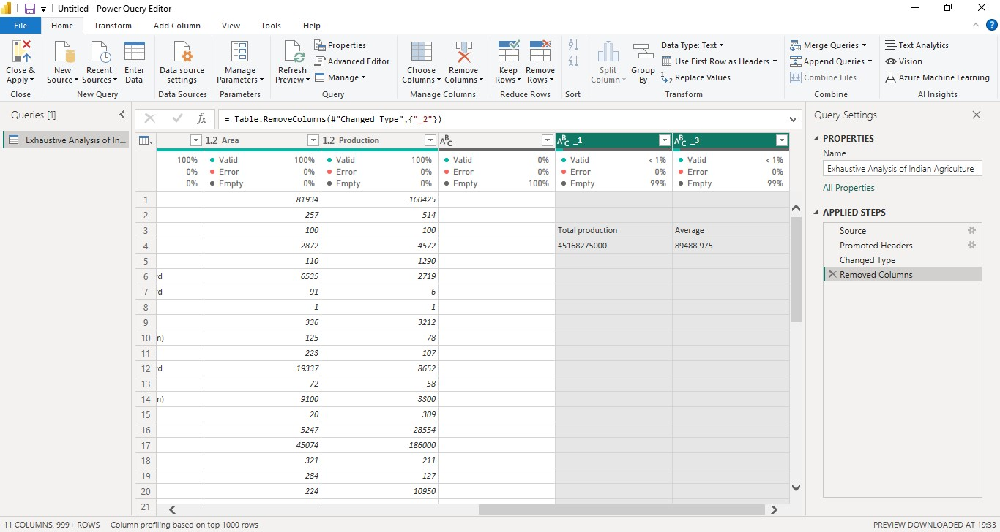 Untitled - Power Query Editor
File Home Transform Add Column View Tools Help
Close & Apply New Source Recent Sources Enter Data Data source settings Manage Parameters Refresh Preview Properties Advanced Editor Manage Choose Columns Remove Columns Keep Rows Remove Rows Split Column Group By Data Type: Text Use First Row as Headers Replace Values Merge Queries Append Queries Combine Files Text Analytics Vision Azure Machine Learning
Close New Query Data Sources Parameters Query Manage Columns Reduce Rows Sort Transform Combine AI Insights
Queries [1]
Exhaustive Analysis of In...
= Table.RemoveColumns(#"Changed Type",{"_2"})
1.2 Area 1.2 Production ABC ABC _1 ABC _3
100% Valid 100% Valid 100% Valid 0% Valid < 1% Valid < 1%
0% Error 0% Error 0% Error 0% Error 0% Error 0%
0% Empty 0% Empty 0% Empty 100% Empty 99% Empty 99%
1 81934 160425
2 257 514
3 100 100 Total production Average
4 2872 4572 45168275000 89488.975
5 110 1290
6 rd 6535 2719
7 rd 91 6
8 1 1
9 336 3212
10 m) 125 78
11 s 223 107
12 rd 19337 8652
13 72 58
14 m) 9100 3300
15 20 309
16 5247 28554
17 45074 186000
18 321 211
19 284 127
20 224 10950
21
Query Settings
PROPERTIES
Name
Exhaustive Analysis of Indian Agriculture
All Properties
APPLIED STEPS
Source
Promoted Headers
Changed Type
Removed Columns
11 COLUMNS, 999+ ROWS Column profiling based on top 1000 rows PREVIEW DOWNLOADED AT 19:33